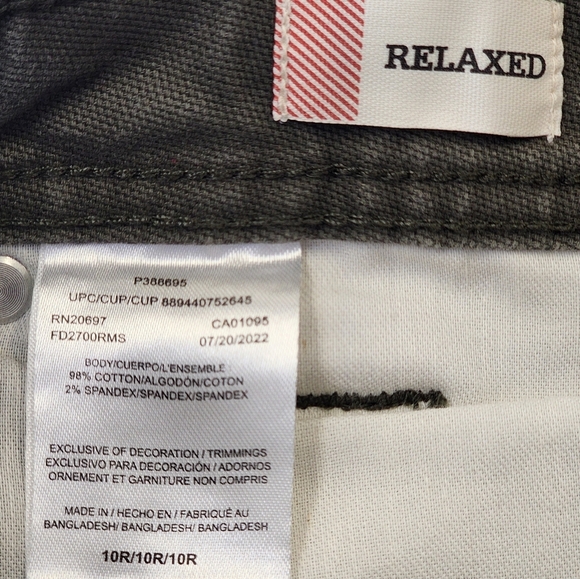 RELAXED
P388695
UPC/CUP/CUP 889440752645
RN20697 CA01095
FD2700RMS 07/20/2022
BODY/CUERPO/L'ENSEMBLE
98% COTTON/ALGODÓN/COTON
2% SPANDEX/SPANDEX/SPANDEX
EXCLUSIVE OF DECORATION / TRIMMINGS
EXCLUSIVO PARA DECORACIÓN / ADORNOS
ORNEMENT ET GARNITURE NON COMPRIS
MADE IN / HECHO EN / FABRIQUÉ AU
BANGLADESH/ BANGLADESH/ BANGLADESH
10R/10R/10R